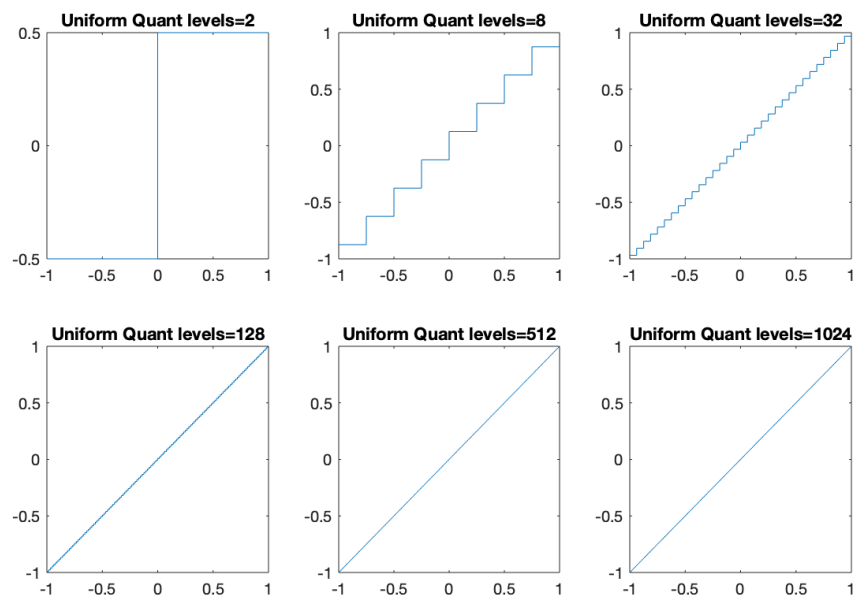 Uniform Quant levels=2
Uniform Quant levels=8
Uniform Quant levels=32
0.5
0
-0.5
-1 -0.5 0 0.5 1
1
0.5
0
-0.5
-1
-1 -0.5 0 0.5 1
1
0.5
0
-0.5
-1
-1 -0.5 0 0.5 1
Uniform Quant levels=128
Uniform Quant levels=512
Uniform Quant levels=1024
1
0.5
0
-0.5
-1
-1 -0.5 0 0.5 1
1
0.5
0
-0.5
-1
-1 -0.5 0 0.5 1
1
0.5
0
-0.5
-1
-1 -0.5 0 0.5 1